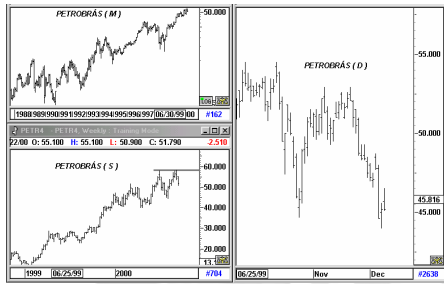 PETROBRÁS ( M )
50.000
1988 1989 1990 1991 1992 1993 1994 1995 1996 1997 06/30/99 00
#162
PETR4 - PETR4, Weekly - Training Mode
22/00 O: 55.100 H: 55.100 L: 50.900 C: 51.790 -2.510
PETROBRÁS ( S )
60.000
50.000
40.000
30.000
20.000
1999 06/25/99 2000
#704
PETROBRÁS ( D )
55.000
50.000
45.816
45.000
06/25/99 Nov Dec
#2638